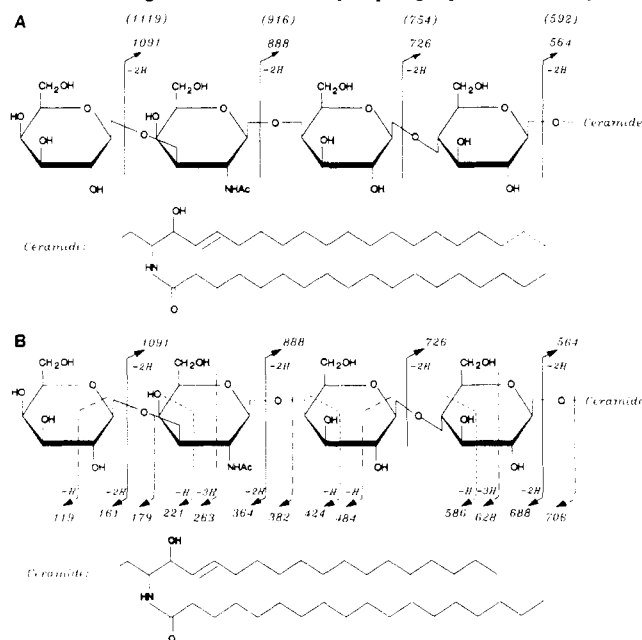 A
(1119) (916) (754) (592)
1091 888 726 564
-2H -2H -2H -2H
CH₂OH CH₂OH CH₂OH CH₂OH
O O O O
HO HO O OH OH O Ceramide
OH O O
OH NHAc OH OH
OH
Ceramide:
HN
O
B
1091 888 726 564
-2H -2H -2H -2H
CH₂OH CH₂OH CH₂OH CH₂OH
O O O O
HO HO O O Ceramide
OH O OH O OH
OH NHAc OH OH
-H -2H -H -3H -2H -H -H -H -3H -2H
119 161 179 221 263 364 382 424 484 586 628 688 706
OH
Ceramide:
HN
O